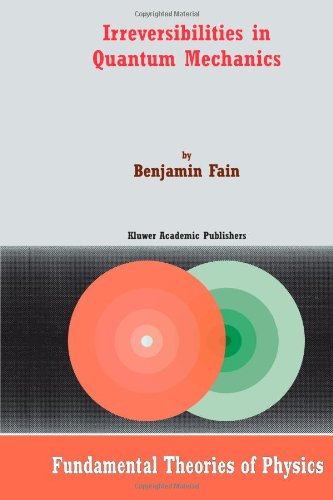 Irreversibilities in
Quantum Mechanics
by
Benjamin Fain
Kluwer Academic Publishers
Fundamental Theories of Physics